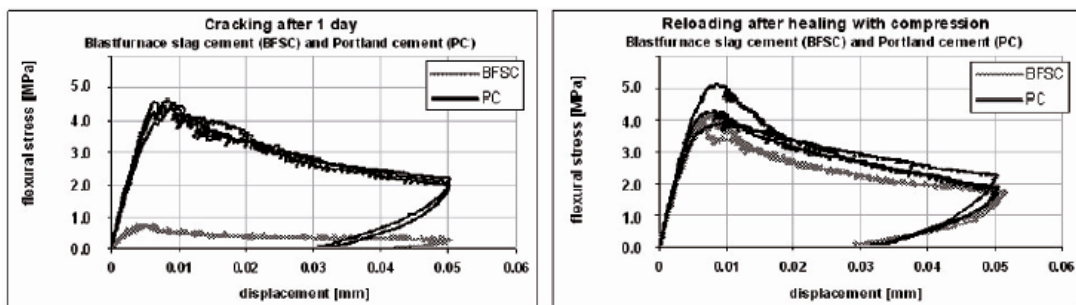 Cracking after 1 day
Blastfurnace slag cement (BFSC) and Portland cement (PC)
flexural stress [MPa]
5.0
4.0
3.0
2.0
1.0
0.0
BFSC
PC
0
0.01
0.02
0.03
0.04
0.05
0.06
displacement [mm]
Reloading after healing with compression
Blastfurnace slag cement (BFSC) and Portland cement (PC)
flexural stress [MPa]
5.0
4.0
3.0
2.0
1.0
0.0
BFSC
PC
0
0.01
0.02
0.03
0.04
0.05
0.06
displacement [mm]